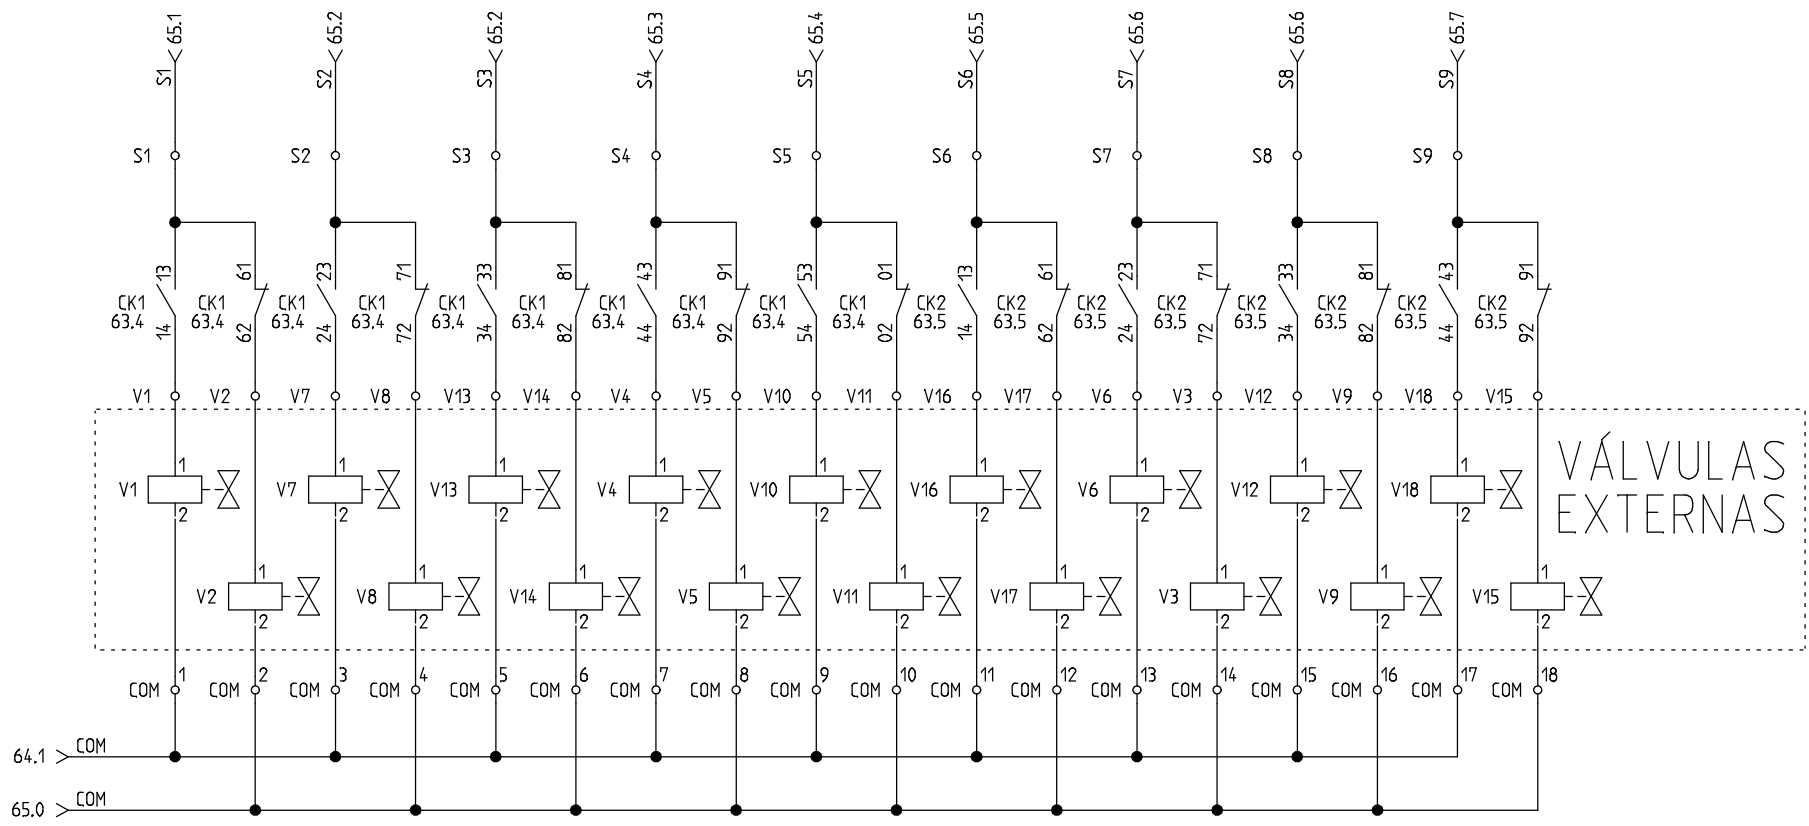 65.1 65.2 65.2 65.3 65.4 65.5 65.6 65.6 65.7
S1 S2 S3 S4 S5 S6 S7 S8 S9
S1 S2 S3 S4 S5 S6 S7 S8 S9
13 61 23 71 33 81 43 91 53 01 13 61 23 71 33 81 43 91
CK1 CK1 CK1 CK1 CK1 CK1 CK1 CK1 CK1 CK1 CK2 CK2 CK2 CK2 CK2 CK2 CK2 CK2
63.4 63.4 63.4 63.4 63.4 63.4 63.4 63.4 63.4 63.4 63.5 63.5 63.5 63.5 63.5 63.5 63.5 63.5
14 62 24 72 34 82 44 92 54 02 14 62 24 72 34 82 44 92
V1 V2 V7 V8 V13 V14 V4 V5 V10 V11 V16 V17 V6 V3 V12 V9 V18 V15
VÁLVULAS
EXTERNAS
1 1 1 1 1 1 1 1 1
V1 V7 V13 V4 V10 V16 V6 V12 V18
2 2 2 2 2 2 2 2 2
1 1 1 1 1 1 1 1 1
V2 V8 V14 V5 V11 V17 V3 V9 V15
2 2 2 2 2 2 2 2 2
1 2 3 4 5 6 7 8 9 10 11 12 13 14 15 16 17 18
COM COM COM COM COM COM COM COM COM COM COM COM COM COM COM COM COM COM
64.1 COM
65.0 COM